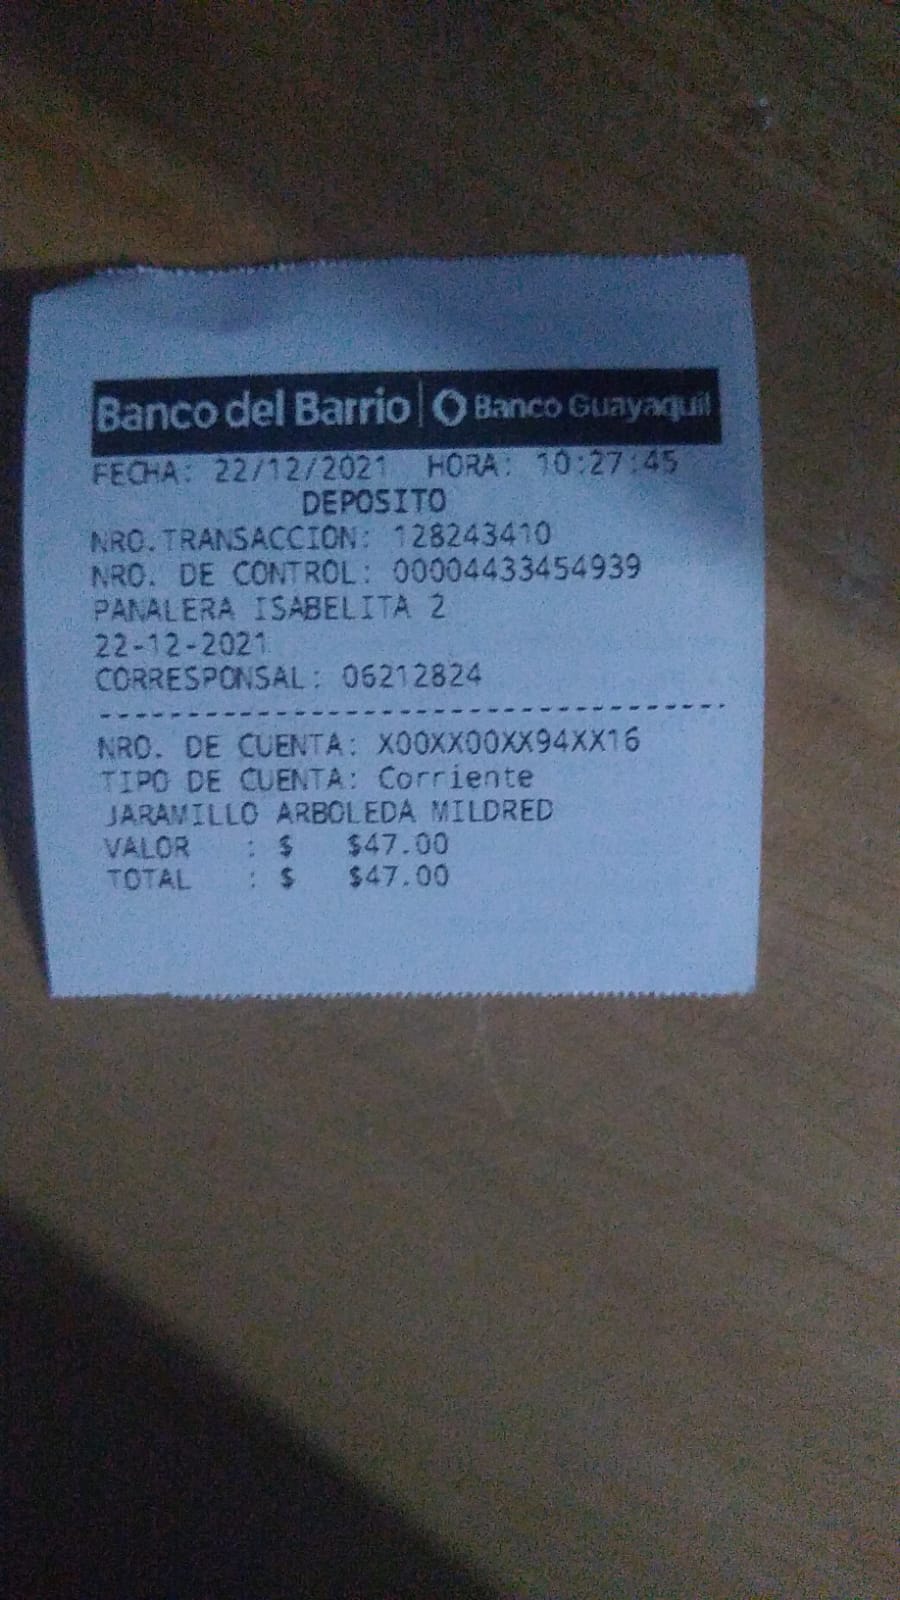 Banco del Barrio | Banco Guayaquil
FECHA: 22/12/2021 HORA: 10:27:45
DEPOSITO
NRO.TRANSACCION: 128243410
NRO. DE CONTROL: 00004433454939
PANALERA ISABELITA 2
22-12-2021
CORRESPONSAL: 06212824
------------------------------------
NRO. DE CUENTA: X00XX00XX94XX16
TIPO DE CUENTA: Corriente
JARAMILLO ARBOLEDA MILDRED
VALOR : $ $47.00
TOTAL : $ $47.00